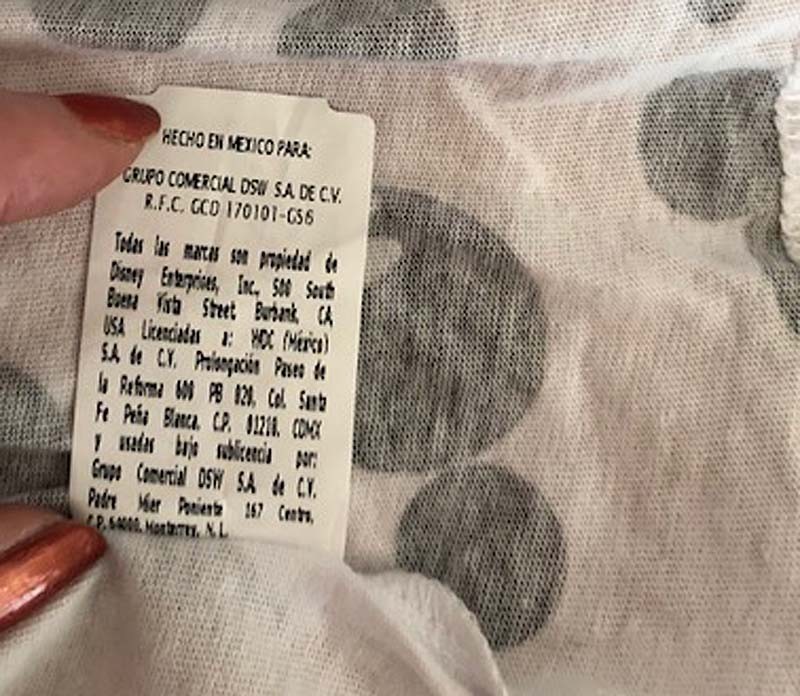 HECHO EN MEXICO PARA:
GRUPO COMERCIAL DSW S.A. DE C.V.
R.F.C. GCD 170101-GS6
Todas las marcas son propiedad de
Disney Enterprises, Inc., 500 South
Buena Vista Street Burbank, CA,
USA Licenciadas a: WDC (México)
S.A. de C.V. Prolongación Paseo de
la Reforma 600 PB 020, Col. Santa
Fe Peña Blanca, C.P. 01210, CDMX
y usadas bajo sublicencia por:
Grupo Comercial DSW S.A. de C.V.
Padre Mier Poniente 167 Centro,
C.P. 64000, Monterrey, N. L.